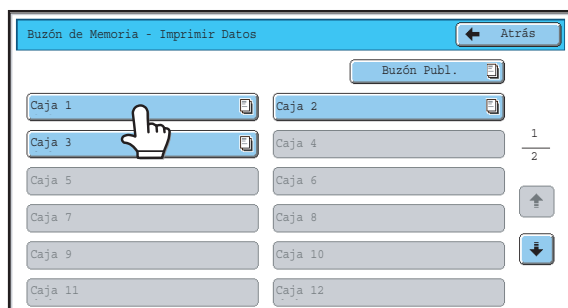 Buzón de Memoria - Imprimir Datos
Atrás
Buzón Publ.
Caja 1
Caja 2
Caja 3
Caja 4
1
2
Caja 5
Caja 6
Caja 7
Caja 8
Caja 9
Caja 10
Caja 11
Caja 12